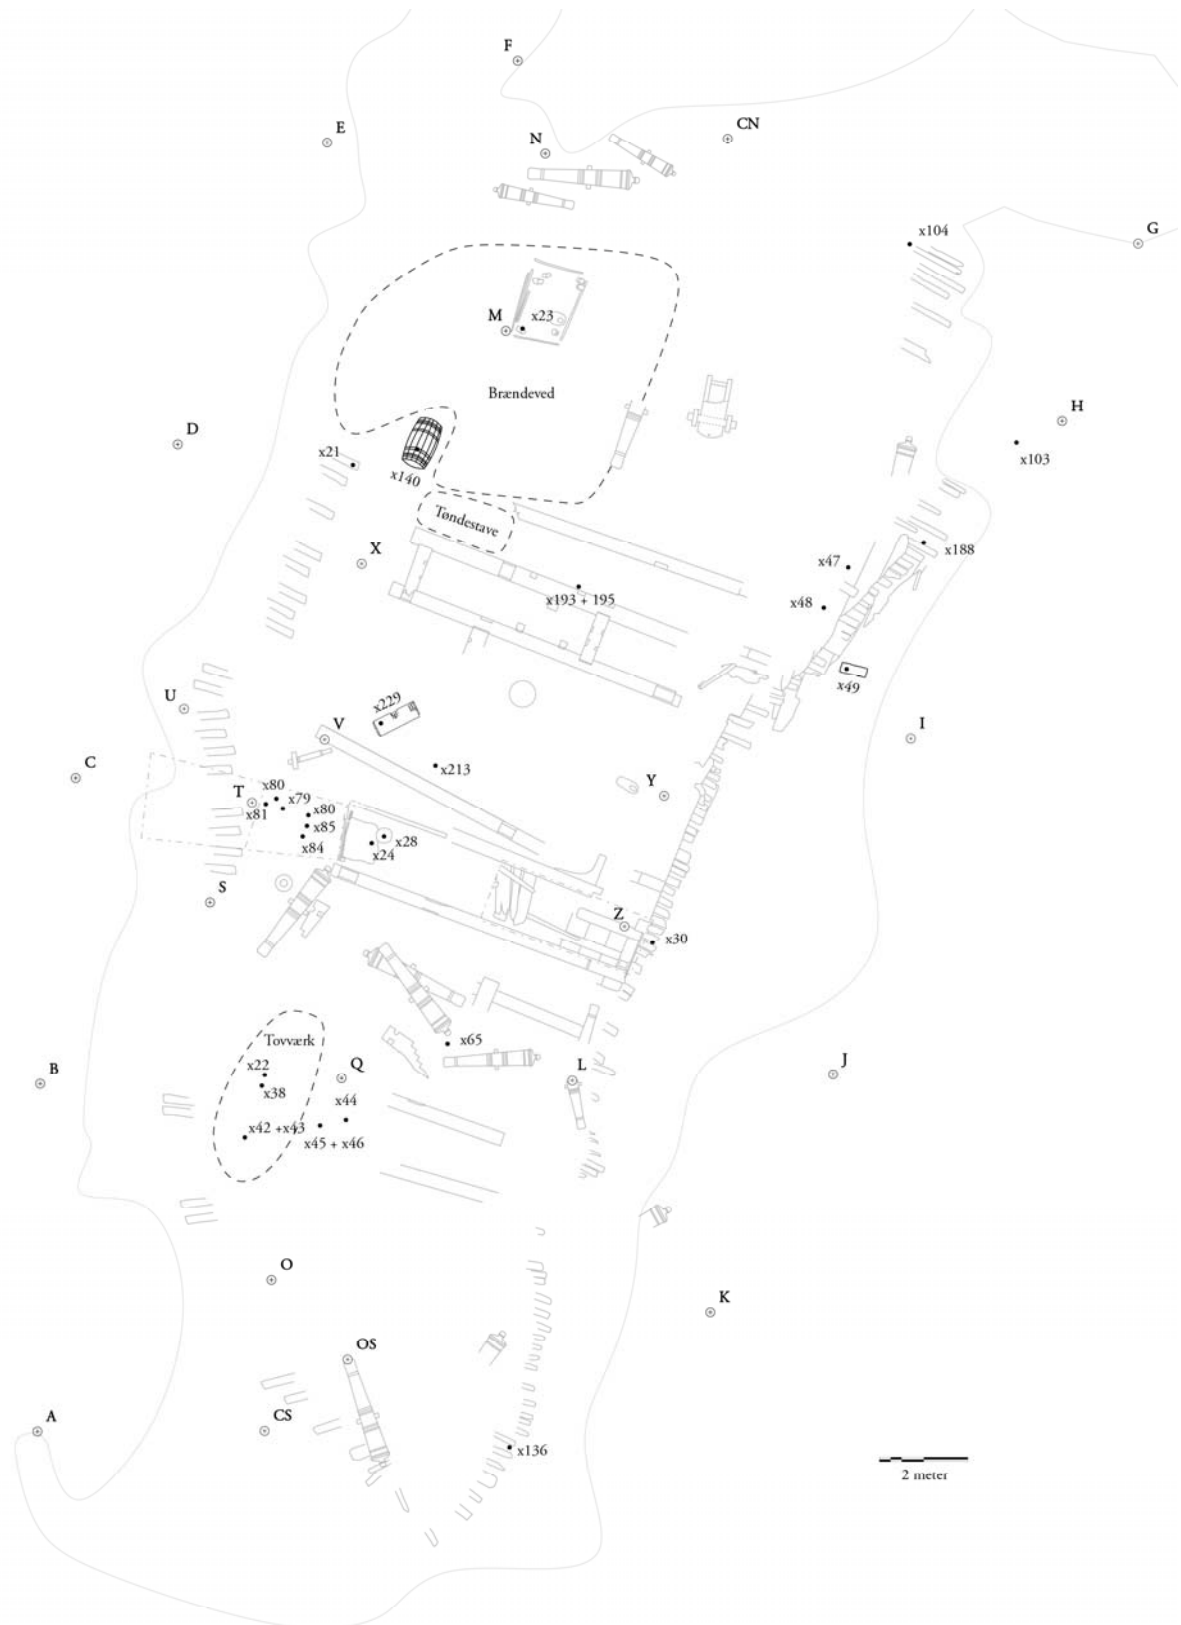 F
E
N
CN
x104
G
M
x23
Brændeved
H
D
x21
x103
x140
Tøndestave
X
x188
x47
x193 + 195
x48
x49
x229
U
V
I
x213
C
Y
T
x80
x79
x81
x80
x85
x84
x28
x24
S
Z
x30
Tovværk
x65
x22
Q
B
L
J
x38
x44
x42 +x43
x45 + x46
O
K
OS
A
CS
x136
2 meter